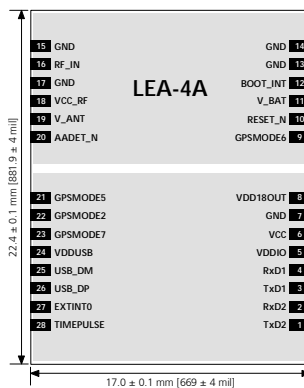 15 GND GND 14
16 RF_IN GND 13
17 GND BOOT_INT 12
LEA-4A
18 VCC_RF V_BAT 11
19 V_ANT RESET_N 10
20 AADET_N GPSMODE6 9
21 GPSMODE5 VDD18OUT 8
22 GPSMODE2 GND 7
23 GPSMODE7 VCC 6
24 VDDUSB VDDIO 5
25 USB_DM RxD1 4
26 USB_DP TxD1 3
27 EXTINT0 RxD2 2
28 TIMEPULSE TxD2 1
22.4 ± 0.1 mm [881.9 ± 4 mil]
17.0 ± 0.1 mm [669 ± 4 mil]